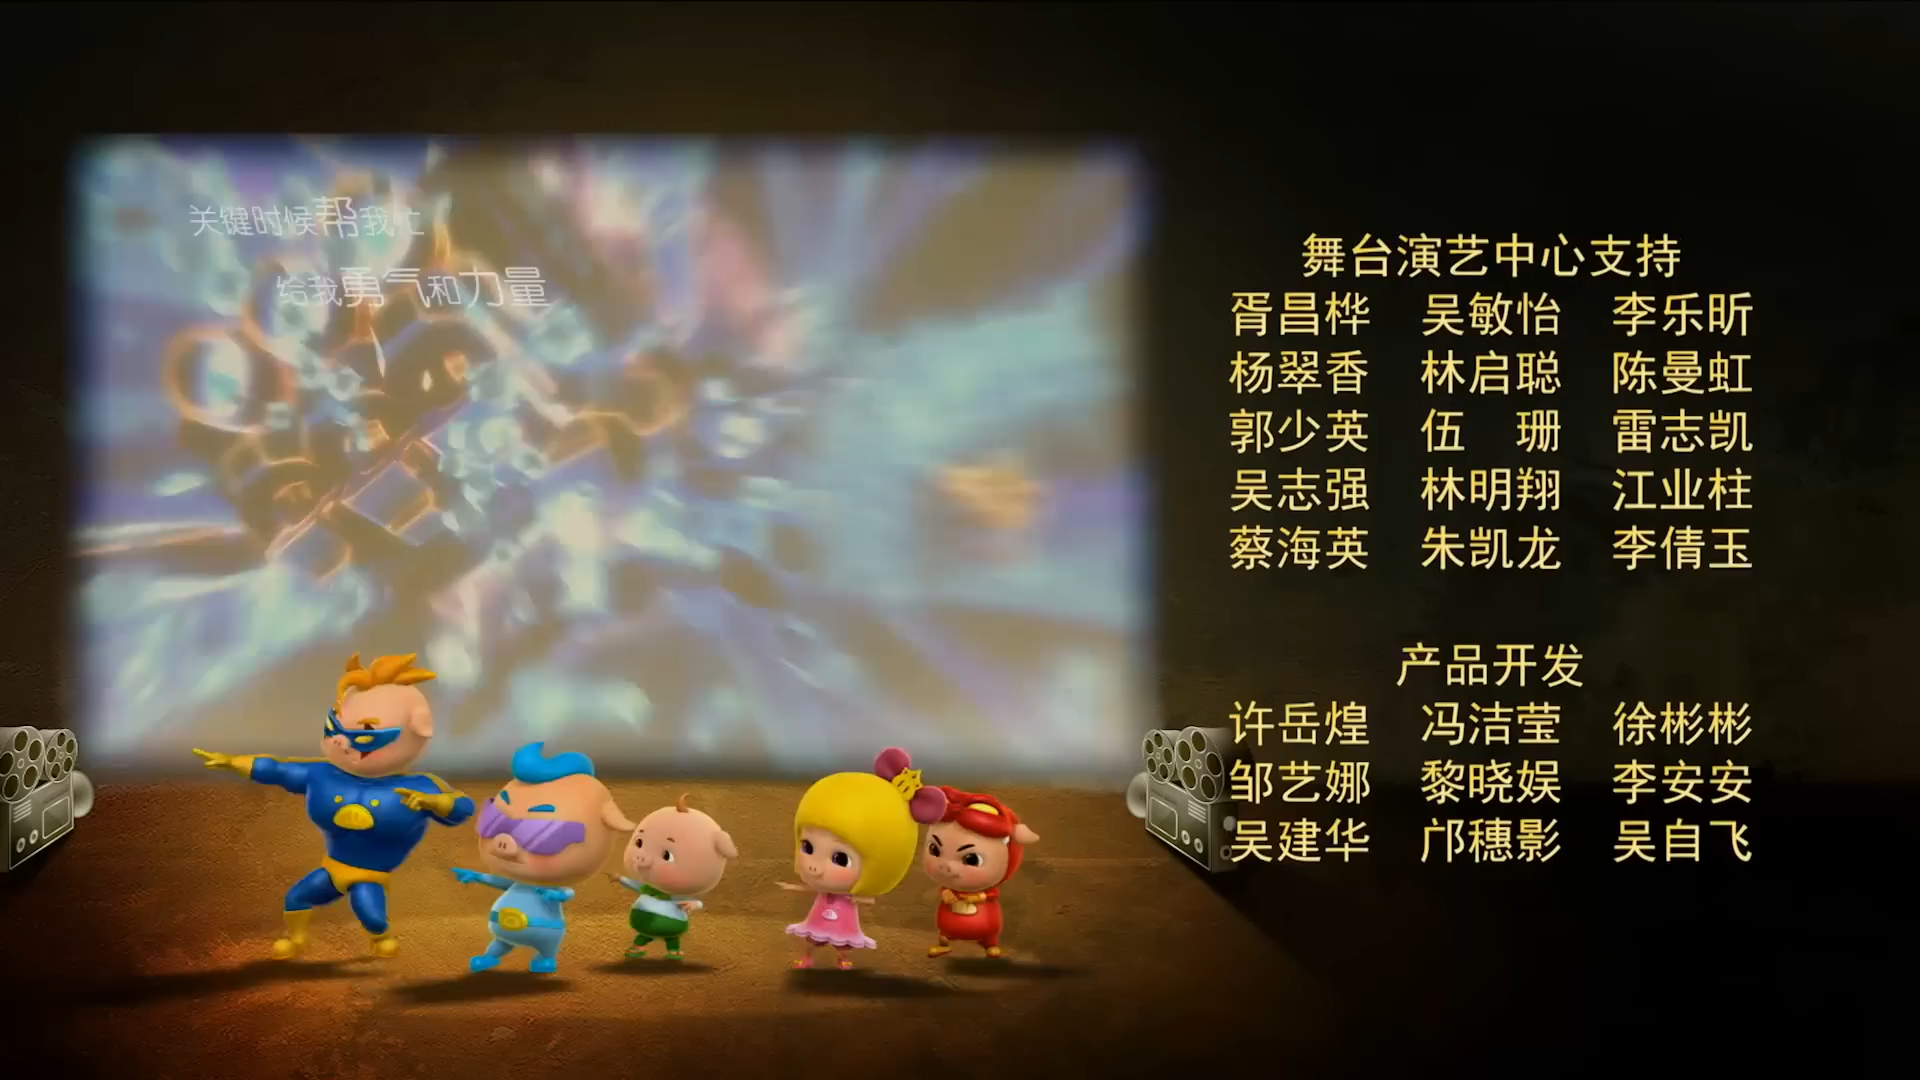 关键时候帮我忙
给我勇气和力量
舞台演艺中心支持
胥昌桦 吴敏怡 李乐昕
杨翠香 林启聪 陈曼虹
郭少英 伍 珊 雷志凯
吴志强 林明翔 江业柱
蔡海英 朱凯龙 李倩玉
产品开发
许岳煌 冯洁莹 徐彬彬
邹艺娜 黎晓娱 李安安
吴建华 邝穗影 吴自飞